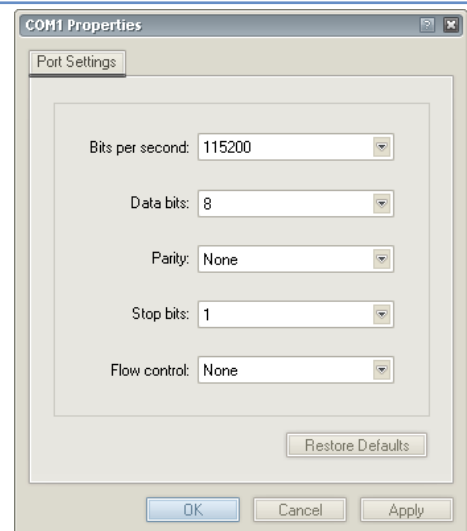 COM1 Properties
Port Settings
Bits per second: 115200
Data bits: 8
Parity: None
Stop bits: 1
Flow control: None
Restore Defaults
OK Cancel Apply